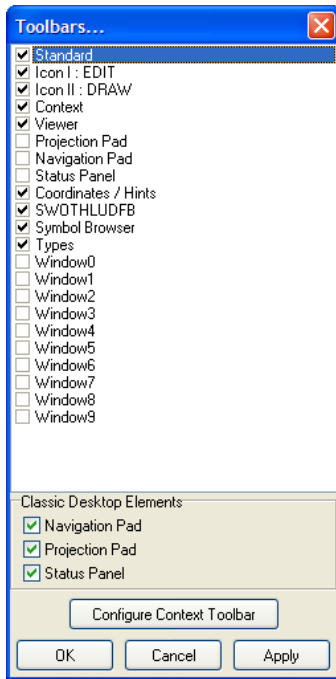 Toolbars...
Standard
Icon I : EDIT
Icon II : DRAW
Context
Viewer
Projection Pad
Navigation Pad
Status Panel
Coordinates / Hints
SWOTHLUDFB
Symbol Browser
Types
Window0
Window1
Window2
Window3
Window4
Window5
Window6
Window7
Window8
Window9
Classic Desktop Elements
Navigation Pad
Projection Pad
Status Panel
Configure Context Toolbar
OK Cancel Apply